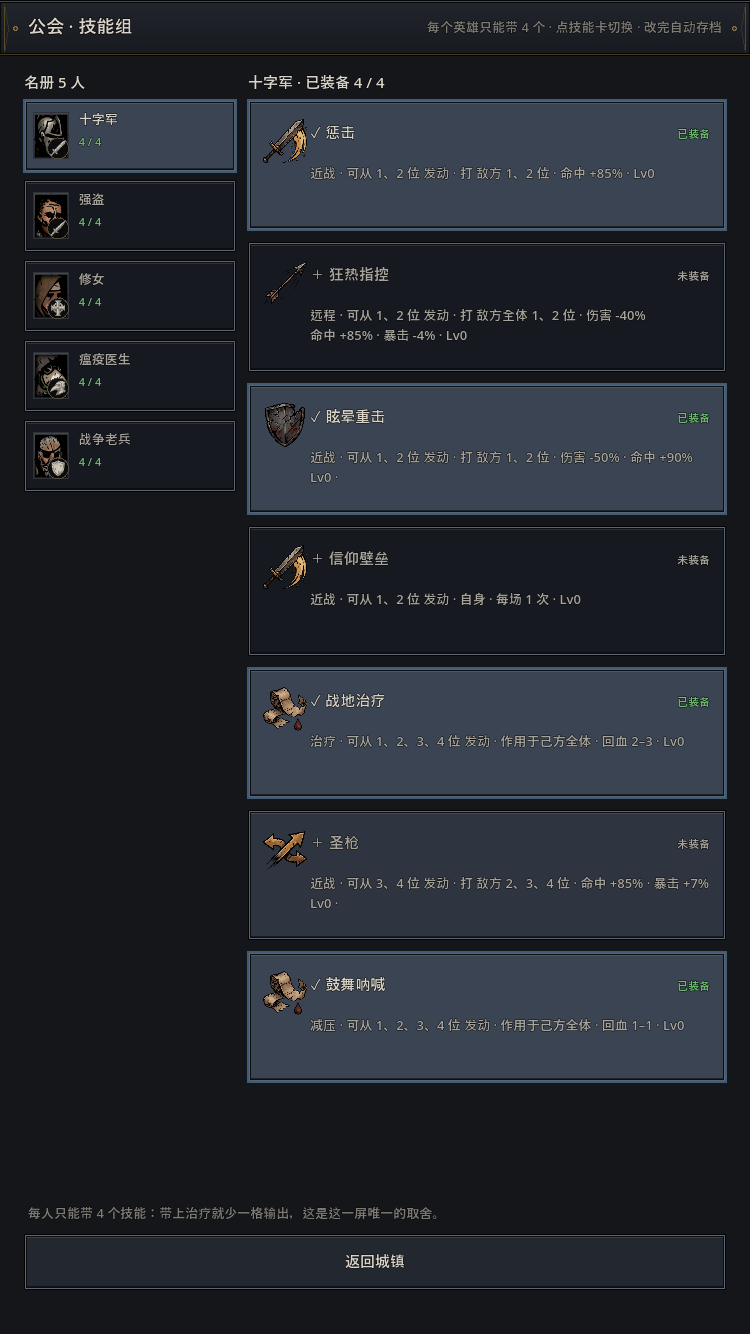 公会 · 技能组
每个英雄只能带 4 个 · 点技能卡切换 · 改完自动存档
名册 5 人
十字军
4 / 4
强盗
4 / 4
修女
4 / 4
瘟疫医生
4 / 4
战争老兵
4 / 4
十字军 · 已装备 4 / 4
✓ 惩击
已装备
近战 · 可从 1、2 位 发动 · 打 敌方 1、2 位 · 命中 +85% · Lv0
+ 狂热指控
未装备
远程 · 可从 1、2 位 发动 · 打 敌方全体 1、2 位 · 伤害 -40%
命中 +85% · 暴击 -4% · Lv0
✓ 眩晕重击
已装备
近战 · 可从 1、2 位 发动 · 打 敌方 1、2 位 · 伤害 -50% · 命中 +90%
Lv0 ·
+ 信仰壁垒
未装备
近战 · 可从 1、2 位 发动 · 自身 · 每场 1 次 · Lv0
✓ 战地治疗
已装备
治疗 · 可从 1、2、3、4 位 发动 · 作用于己方全体 · 回血 2–3 · Lv0
+ 圣枪
未装备
近战 · 可从 3、4 位 发动 · 打 敌方 2、3、4 位 · 命中 +85% · 暴击 +7%
Lv0 ·
✓ 鼓舞呐喊
已装备
减压 · 可从 1、2、3、4 位 发动 · 作用于己方全体 · 回血 1–1 · Lv0
每人只能带 4 个技能：带上治疗就少一格输出，这是这一屏唯一的取舍。
返回城镇